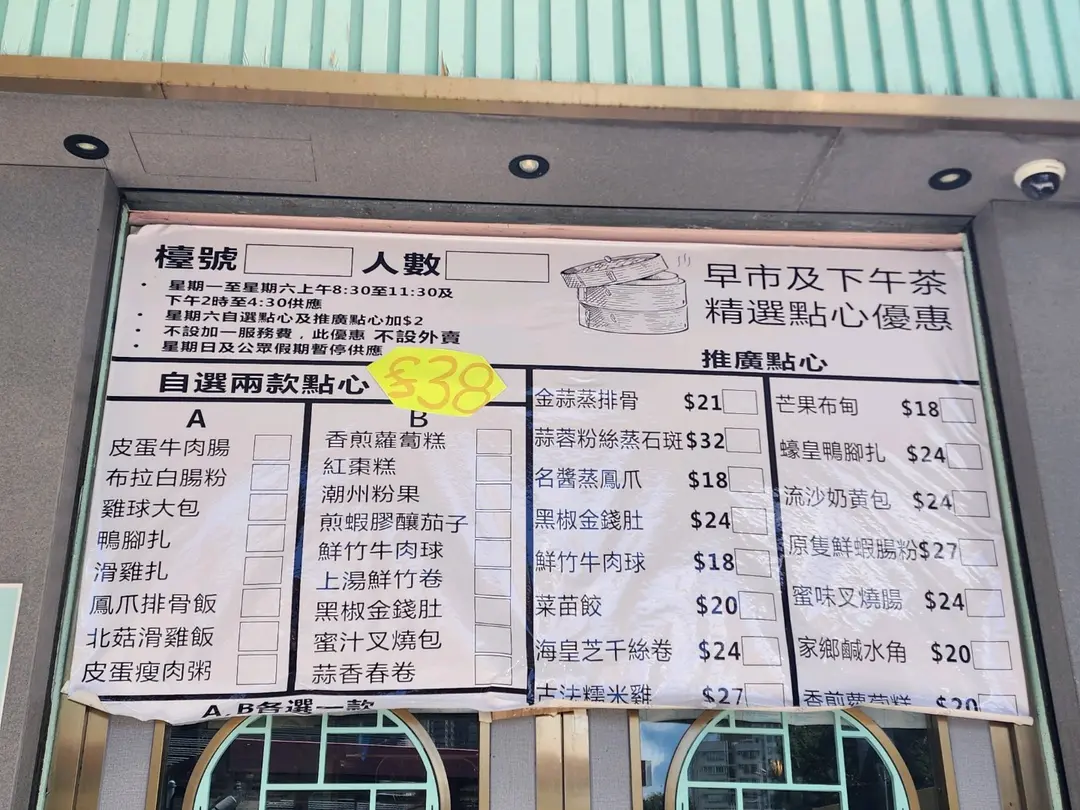 檯號 人數
星期一至星期六上午8:30至11:30及
下午2時至4:30供應
星期六自選點心及推廣點心加$2
不設加一服務費，此優惠 不設外賣
星期日及公眾假期暫停供應
早市及下午茶
精選點心優惠
自選兩款點心 $38
A
皮蛋牛肉腸
布拉白腸粉
雞球大包
鴨腳扎
滑雞扎
鳳爪排骨飯
北菇滑雞飯
皮蛋瘦肉粥
B
香煎蘿蔔糕
紅棗糕
潮州粉果
煎蝦膠釀茄子
鮮竹牛肉球
上湯鮮竹卷
黑椒金錢肚
蜜汁叉燒包
蒜香春卷
A,B各選一款
推廣點心
金蒜蒸排骨 $21
蒜蓉粉絲蒸石斑 $32
名醬蒸鳳爪 $18
黑椒金錢肚 $24
鮮竹牛肉球 $18
菜苗餃 $20
海皇芝千絲卷 $24
古法糯米雞 $27
芒果布甸 $18
蠔皇鴨腳扎 $24
流沙奶黄包 $24
原隻鮮蝦腸粉 $27
蜜味叉燒腸 $24
家鄉鹹水角 $20
香煎蘿蔔糕 $20